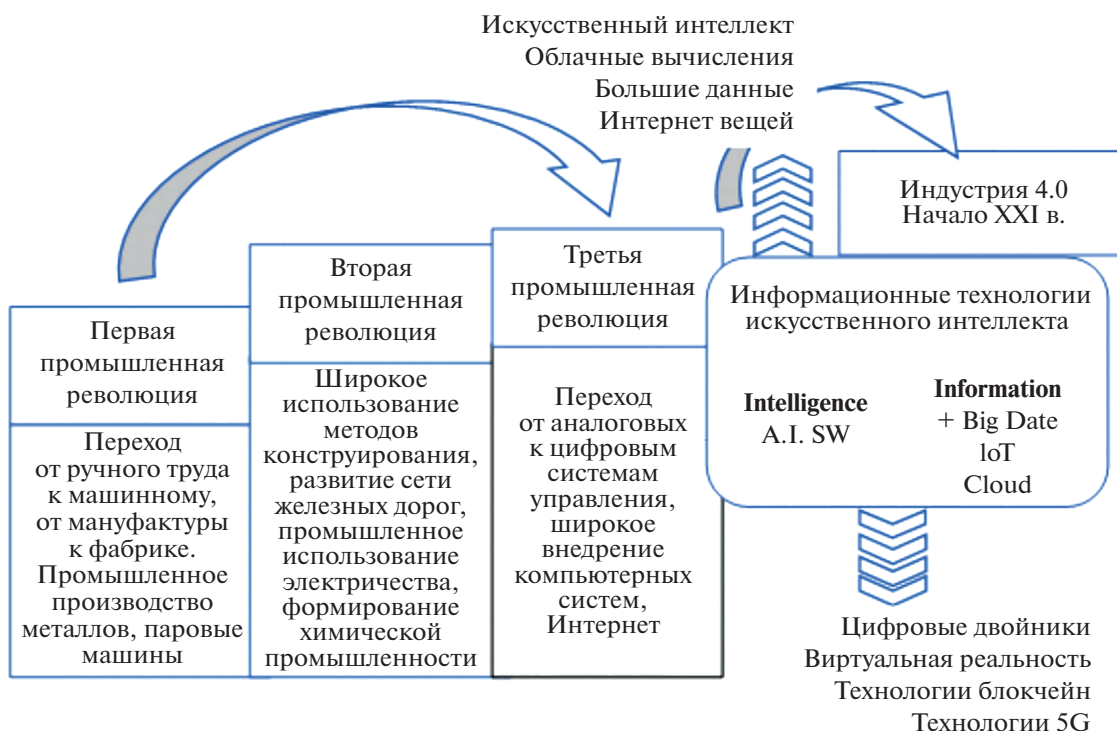 Искусственный интеллект
Облачные вычисления
Большие данные
Интернет вещей
Индустрия 4.0
Начало XXI в.
Первая
промышленная
революция
Переход
от ручного труда
к машинному,
от мануфактуры
к фабрике.
Промышленное
производство
металлов, паровые
машины
Вторая
промышленная
революция
Широкое
использование
методов
конструирования,
развитие сети
железных дорог,
промышленное
использование
электричества,
формирование
химической
промышленности
Третья
промышленная
революция
Переход
от аналоговых
к цифровым
системам
управления,
широкое
внедрение
компьютерных
систем,
Интернет
Информационные технологии
искусственного интеллекта
Intelligence
A.I. SW
Information
+ Big Date
loT
Cloud
Цифровые двойники
Виртуальная реальность
Технологии блокчейн
Технологии 5G